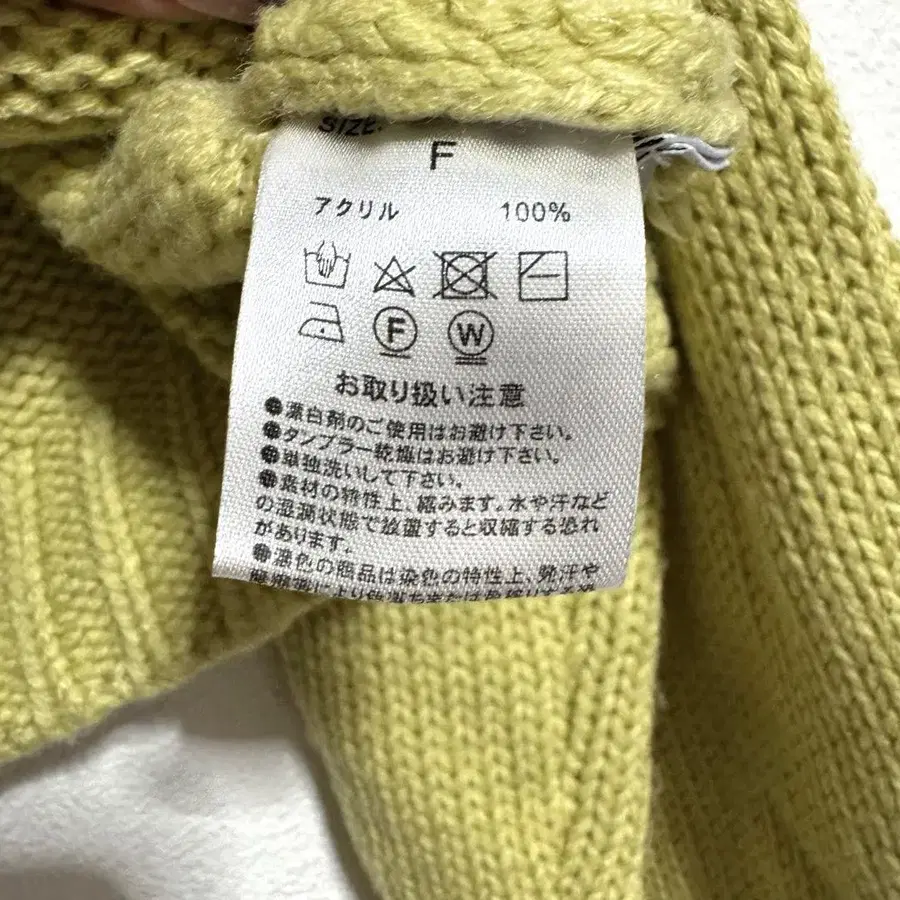 SIZE:
F
アクリル 100%
F W
お取り扱い注意
●漂白剤のご使用はお避け下さい。
●タンブラー乾燥はお避け下さい。
●単独洗いして下さい。
●素材の特性上、縮みます。水や汗など
の湿潤状態で放置すると収縮する恐れ
があります。
●濃色の商品は染色の特性上、発汗や